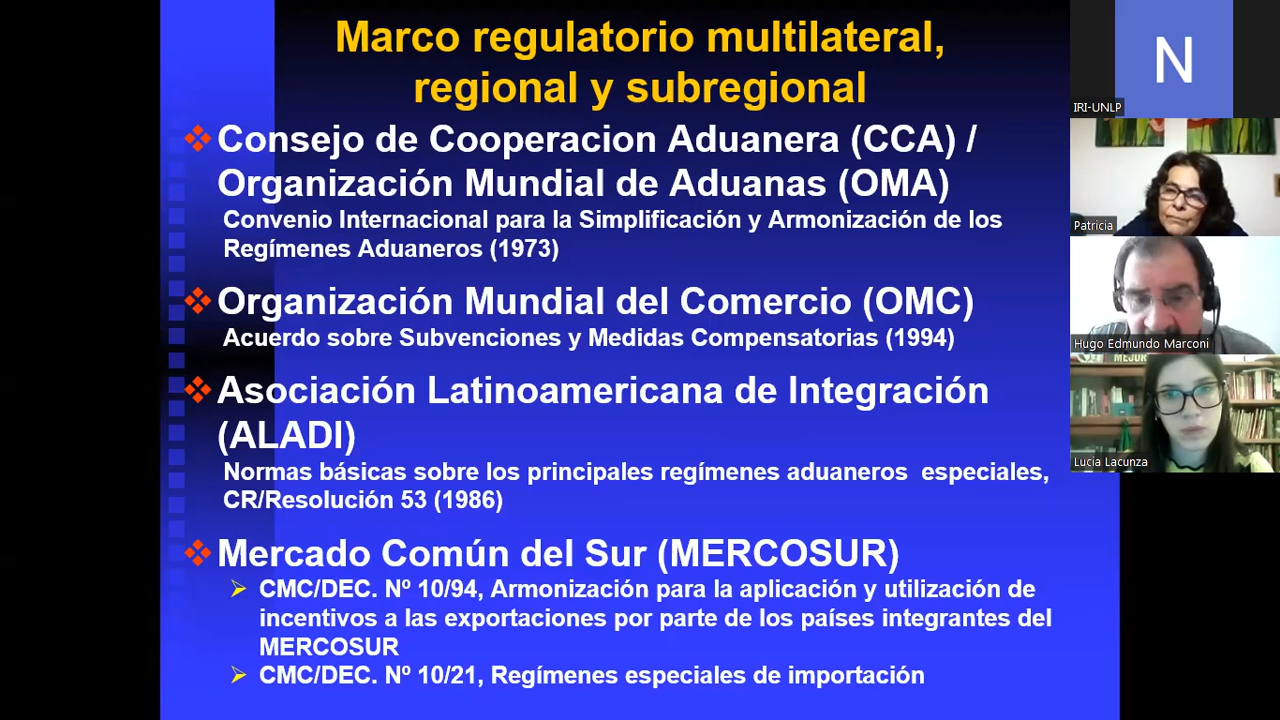 Marco regulatorio multilateral,
regional y subregional
Consejo de Cooperacion Aduanera (CCA) /
Organización Mundial de Aduanas (OMA)
Convenio Internacional para la Simplificación y Armonización de los
Regímenes Aduaneros (1973)
Organización Mundial del Comercio (OMC)
Acuerdo sobre Subvenciones y Medidas Compensatorias (1994)
Asociación Latinoamericana de Integración
(ALADI)
Normas básicas sobre los principales regímenes aduaneros especiales,
CR/Resolución 53 (1986)
Mercado Común del Sur (MERCOSUR)
CMC/DEC. Nº 10/94, Armonización para la aplicación y utilización de
incentivos a las exportaciones por parte de los países integrantes del
MERCOSUR
CMC/DEC. Nº 10/21, Regímenes especiales de importación
N
IRI-UNLP
Patricia
Hugo Edmundo Marconi
MEJOR
Lucía Lacunza